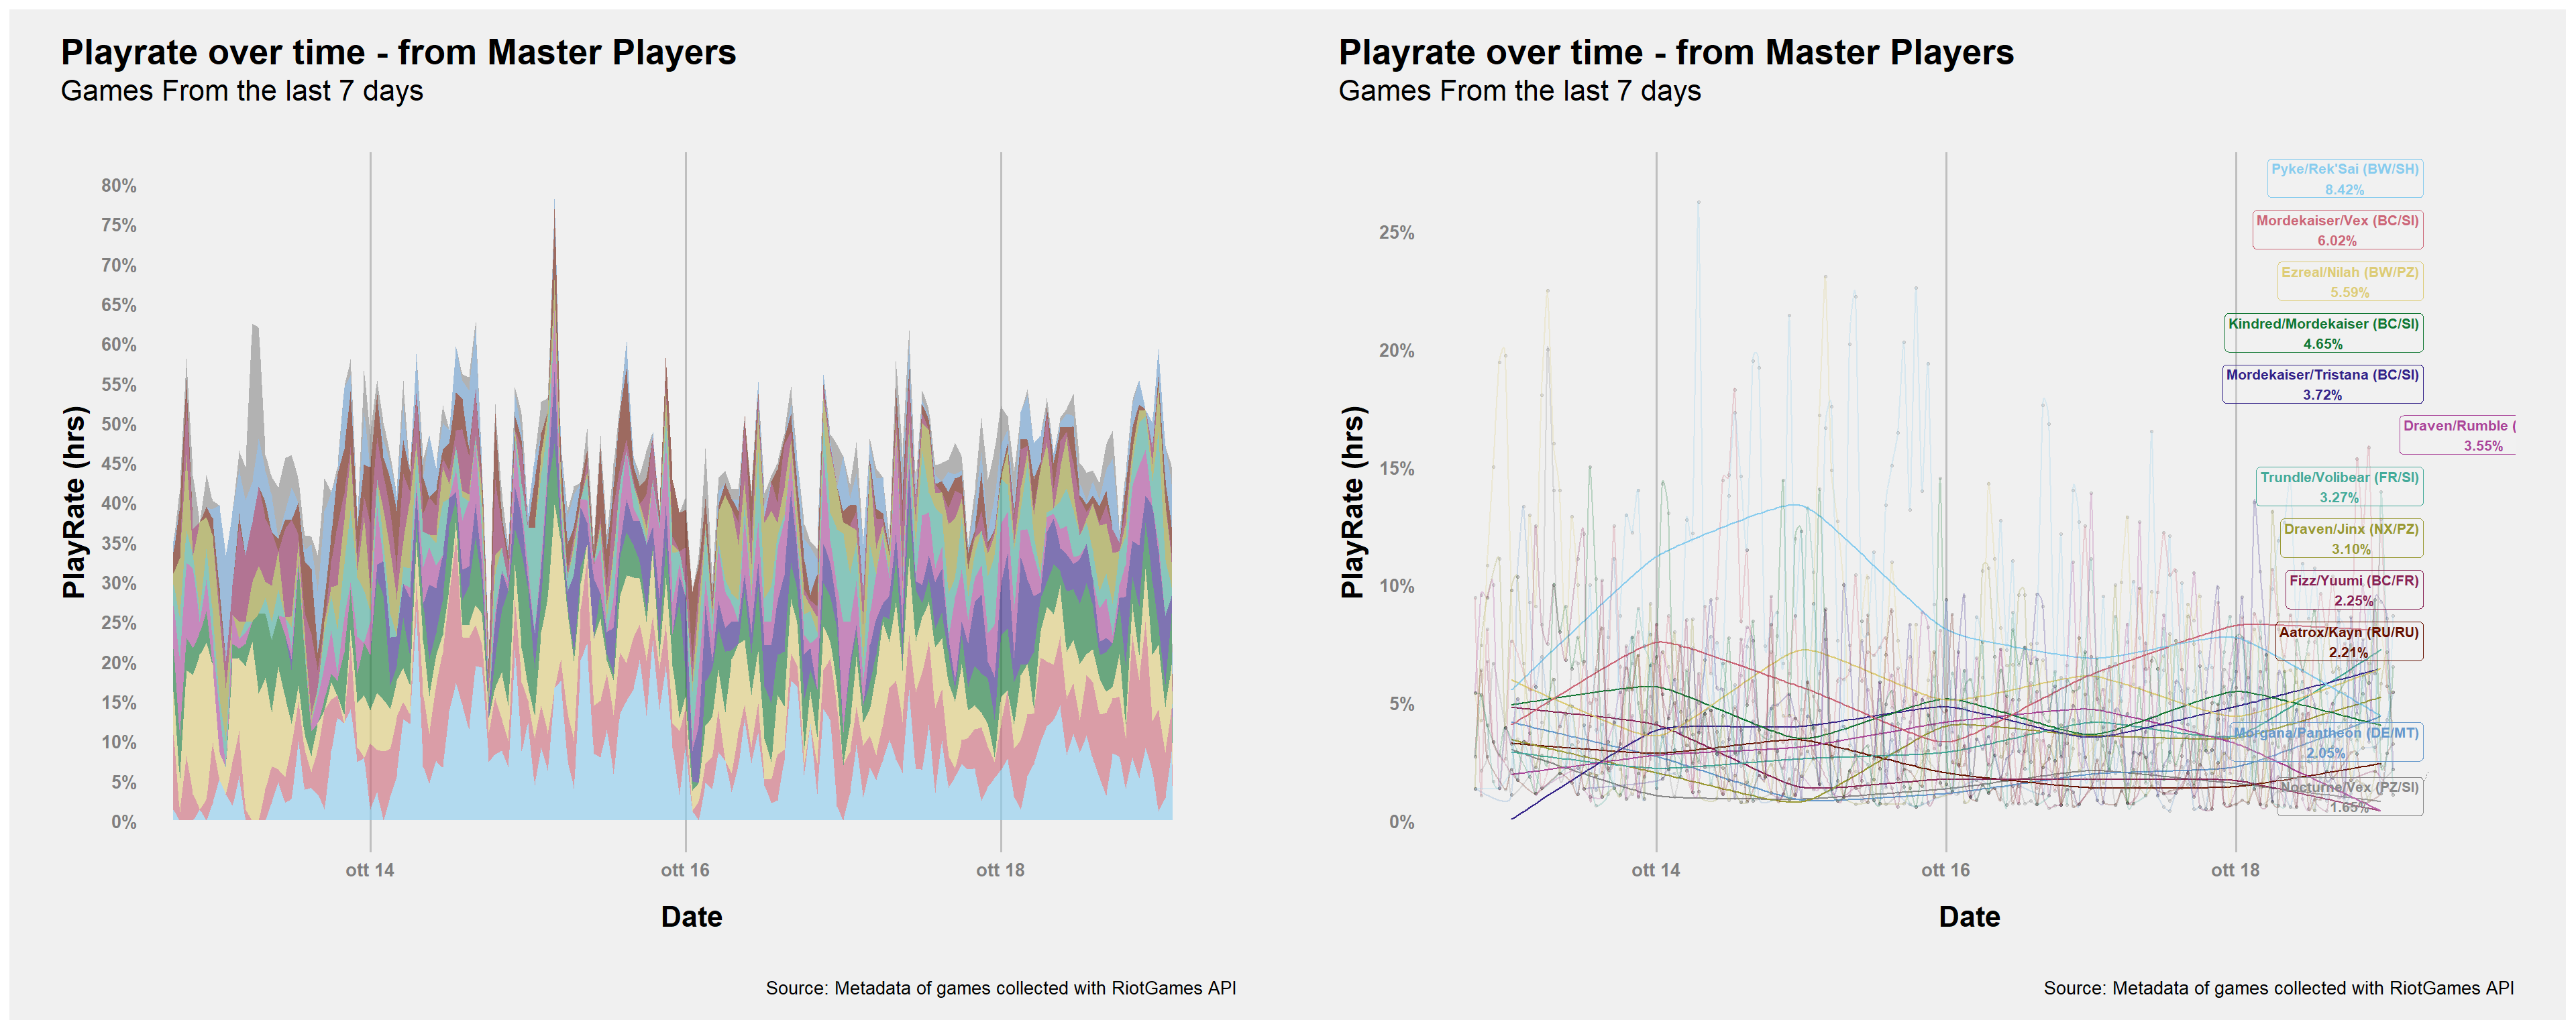 Playrate over time - from Master Players
Games From the last 7 days
PlayRate (hrs)
80%
75%
70%
65%
60%
55%
50%
45%
40%
35%
30%
25%
20%
15%
10%
5%
0%
ott 14
ott 16
ott 18
Date
Source: Metadata of games collected with RiotGames API
Playrate over time - from Master Players
Games From the last 7 days
PlayRate (hrs)
25%
20%
15%
10%
5%
0%
Pyke/Rek'Sai (BW/SH)
8.42%
Mordekaiser/Vex (BC/SI)
6.02%
Ezreal/Nilah (BW/PZ)
5.59%
Kindred/Mordekaiser (BC/SI)
4.65%
Mordekaiser/Tristana (BC/SI)
3.72%
Draven/Rumble (
3.55%
Trundle/Volibear (FR/SI)
3.27%
Draven/Jinx (NX/PZ)
3.10%
Fizz/Yuumi (BC/FR)
2.25%
Aatrox/Kayn (RU/RU)
2.21%
Morgana/Pantheon (DE/MT)
2.05%
Nocturne/Vex (PZ/SI)
1.65%
ott 14
ott 16
ott 18
Date
Source: Metadata of games collected with RiotGames API